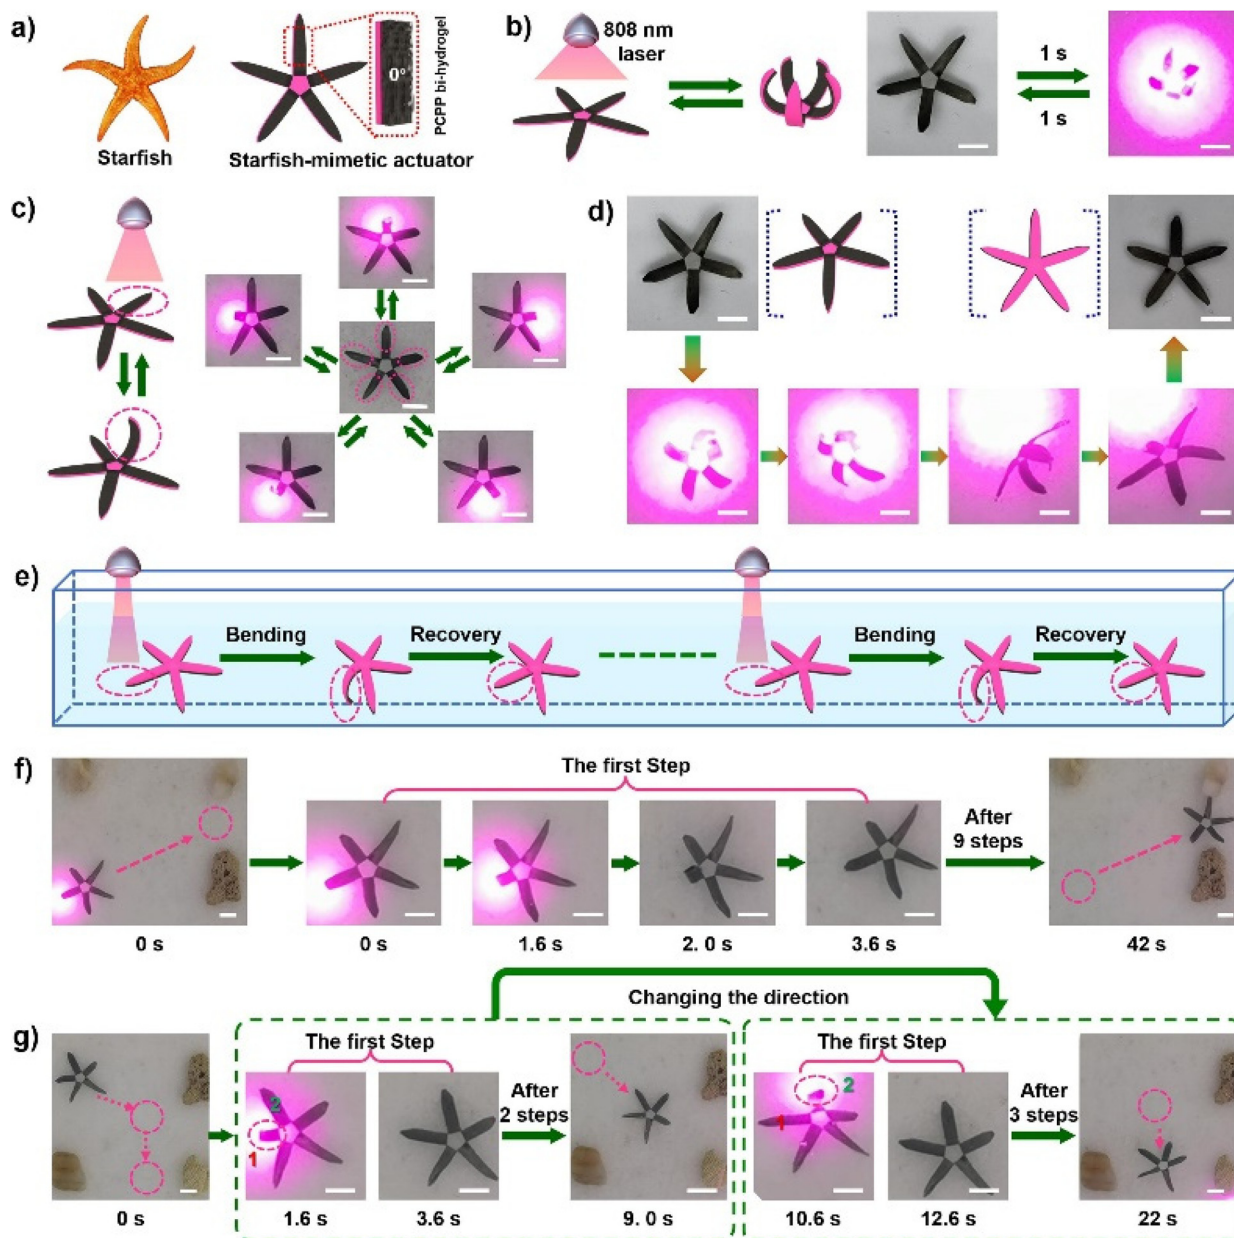 a)
Starfish
Starfish-mimetic actuator
0°
PCPP bi-hydrogel
b)
808 nm
laser
1 s
1 s
c)
d)
e)
Bending
Recovery
Bending
Recovery
f)
The first Step
After
9 steps
0 s
0 s
1.6 s
2. 0 s
3.6 s
42 s
Changing the direction
g)
The first Step
2
1
After
2 steps
The first Step
2
1
After
3 steps
0 s
1.6 s
3.6 s
9. 0 s
10.6 s
12.6 s
22 s